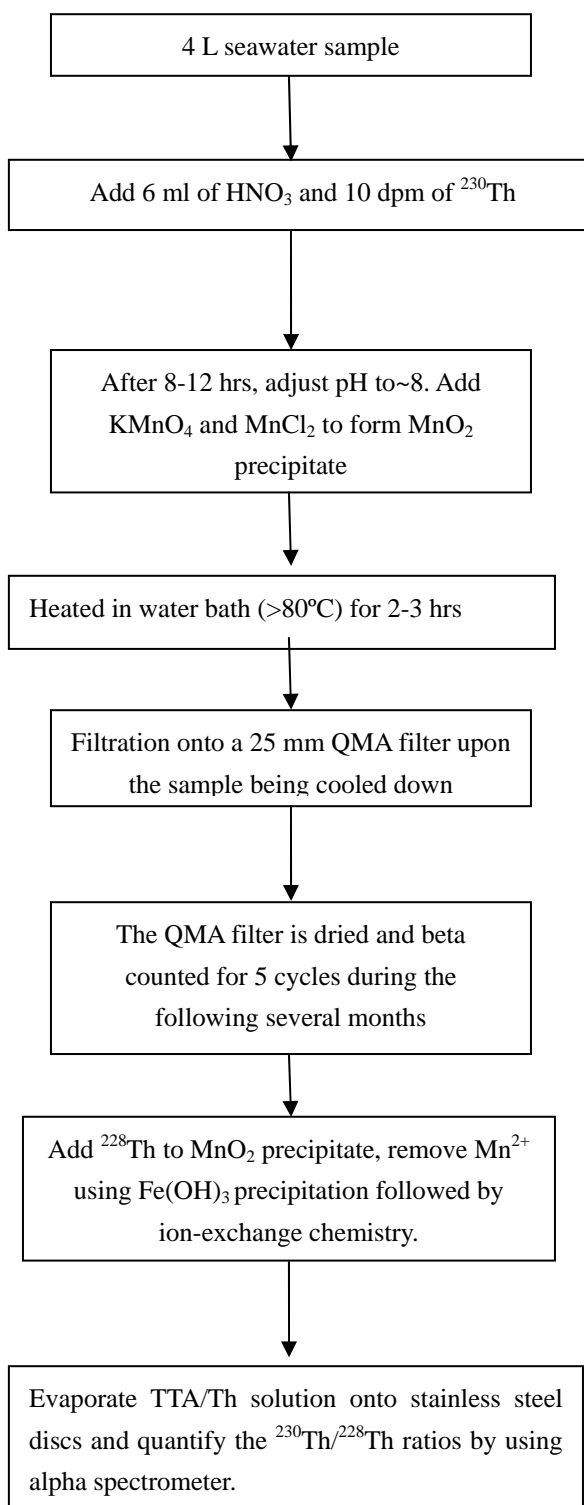 4 L seawater sample
Add 6 ml of HNO₃ and 10 dpm of ²³⁰Th
After 8-12 hrs, adjust pH to~8. Add
KMnO₄ and MnCl₂ to form MnO₂
precipitate
Heated in water bath (>80ºC) for 2-3 hrs
Filtration onto a 25 mm QMA filter upon
the sample being cooled down
The QMA filter is dried and beta
counted for 5 cycles during the
following several months
Add ²²⁸Th to MnO₂ precipitate, remove Mn²⁺
using Fe(OH)₃ precipitation followed by
ion-exchange chemistry.
Evaporate TTA/Th solution onto stainless steel
discs and quantify the ²³⁰Th/²²⁸Th ratios by using
alpha spectrometer.